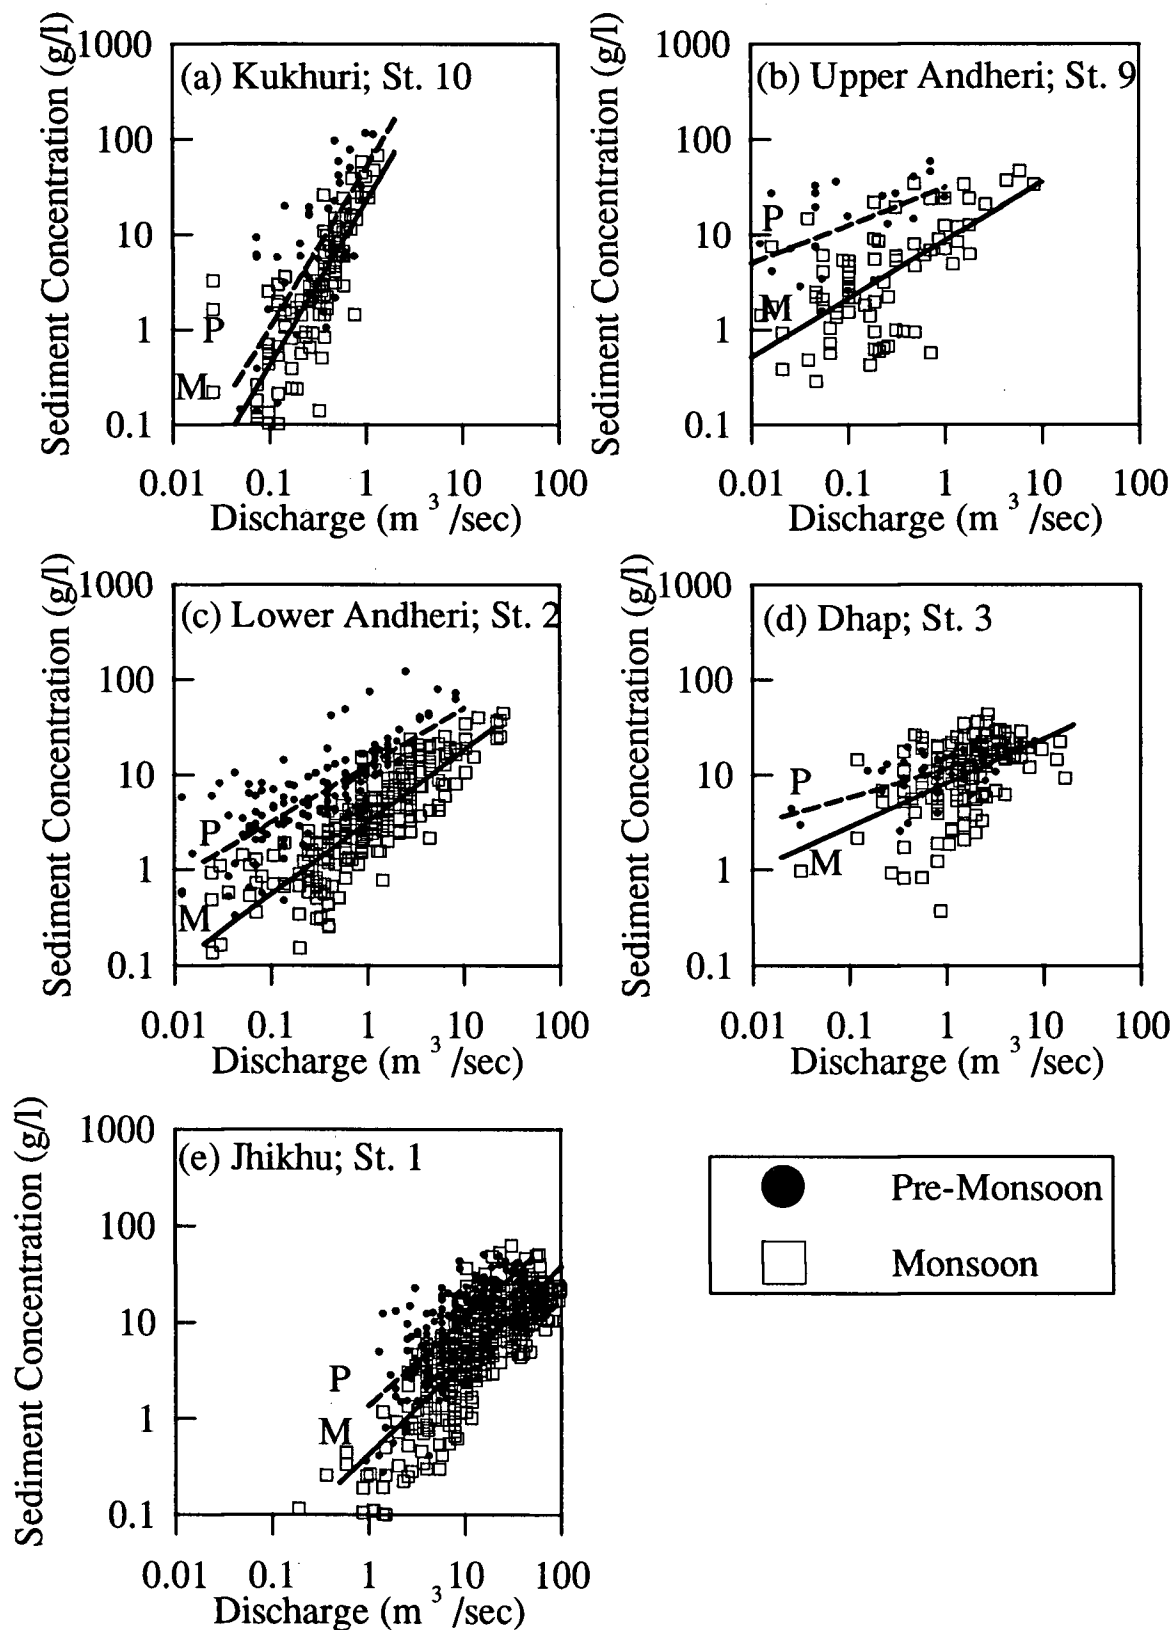 Sediment Concentration (g/l)
1000
100
10
1
0.1
(a) Kukhuri; St. 10
P
M
0.01 0.1 1 10 100
Discharge (m 3 /sec)
Sediment Concentration (g/l)
1000
100
10
1
0.1
(b) Upper Andheri; St. 9
P
M
0.01 0.1 1 10 100
Discharge (m 3 /sec)
Sediment Concentration (g/l)
1000
100
10
1
0.1
(c) Lower Andheri; St. 2
P
M
0.01 0.1 1 10 100
Discharge (m 3 /sec)
Sediment Concentration (g/l)
1000
100
10
1
0.1
(d) Dhap; St. 3
P
M
0.01 0.1 1 10 100
Discharge (m 3 /sec)
Sediment Concentration (g/l)
1000
100
10
1
0.1
(e) Jhikhu; St. 1
P
M
0.01 0.1 1 10 100
Discharge (m 3 /sec)
Pre-Monsoon
Monsoon